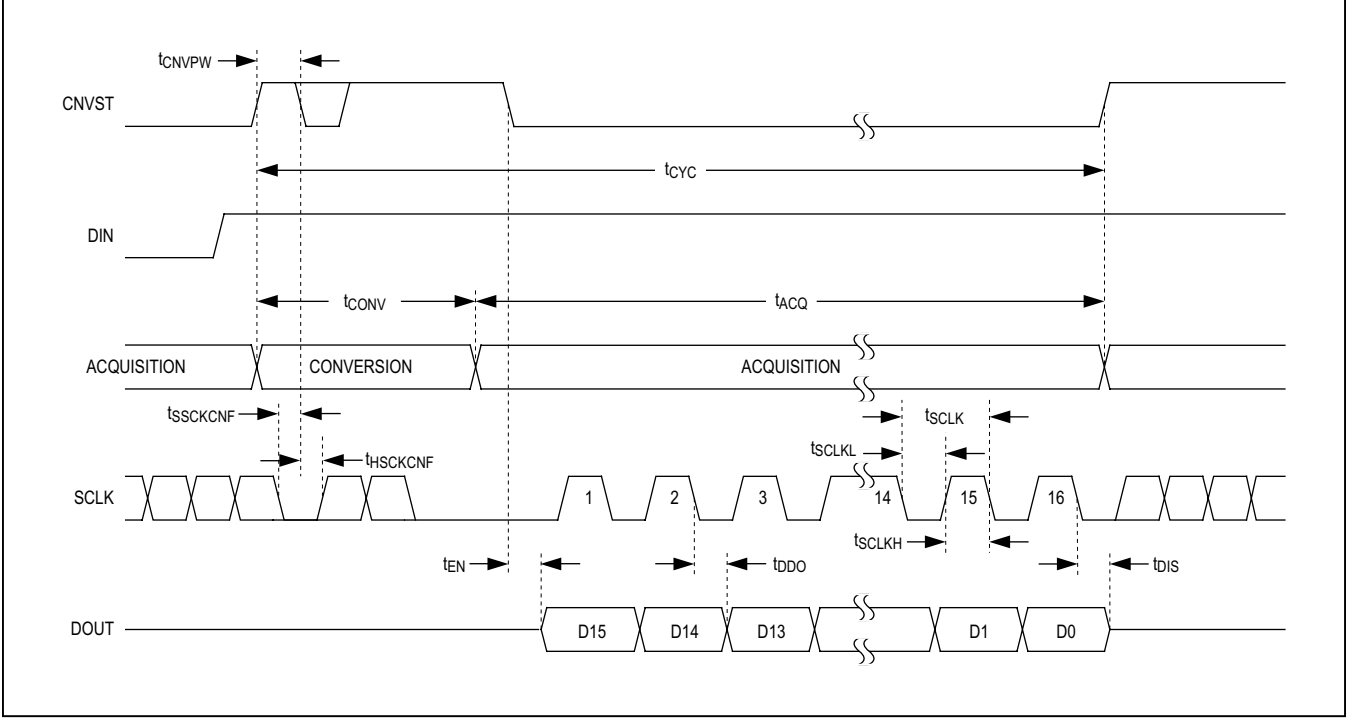 tCNVPW
CNVST
tCYC
DIN
tCONV tACQ
ACQUISITION CONVERSION ACQUISITION
tSSCKCNF tSCLK
tHSCKCNF tSCLKL
SCLK 1 2 3 14 15 16
tSCLKH
tEN tDDO tDIS
DOUT D15 D14 D13 D1 D0